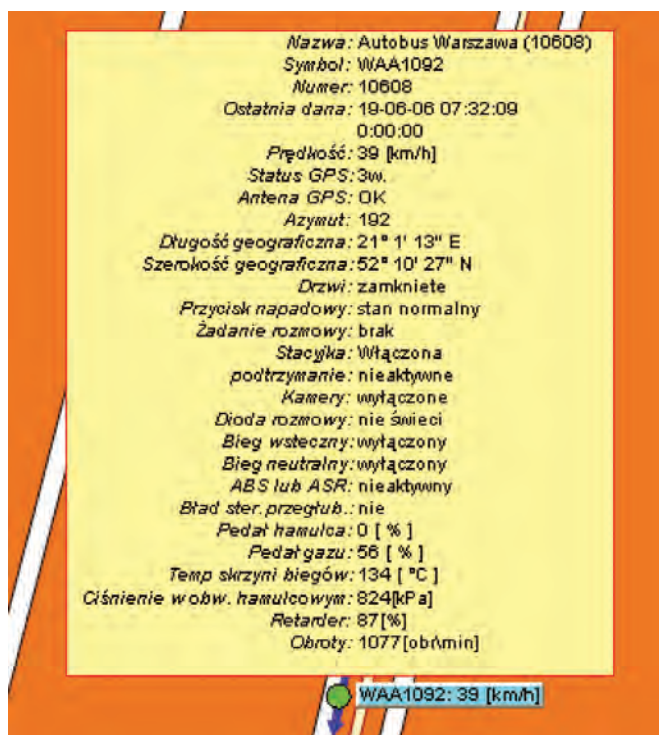 Nazwa: Autobus Warszawa (10608)
Symbol: WAA1092
Numer: 10608
Ostatnia dana: 19-06-06 07:32:09
0:00:00
Prędkość: 39 [km/h]
Status GPS: 3w.
Antena GPS: OK
Azymut: 192
Długość geograficzna: 21° 1' 13" E
Szerokość geograficzna: 52° 10' 27" N
Drzwi: zamkniete
Przycisk napadowy: stan normalny
Żadanie rozmowy: brak
Stacyjka: Włączona
podtrzymanie: nieaktywne
Kamery: wyłączone
Dioda rozmowy: nie świeci
Bieg wsteczny: wyłączony
Bieg neutralny: wyłączony
ABS lub ASR: nieaktywny
Bład ster. przegłub.: nie
Pedał hamulca: 0 [ % ]
Pedał gazu: 56 [ % ]
Temp skrzyni biegów: 134 [ °C ]
Ciśnienie w obw. hamulcowym: 824[kPa]
Retarder: 87[%]
Obroty: 1077[obr\min]
WAA1092: 39 [km/h]